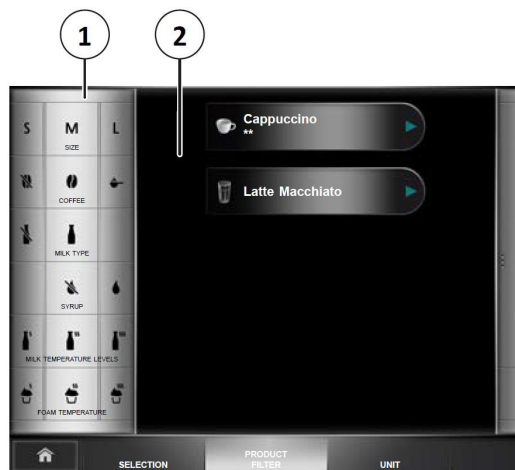 1
2
Cappuccino
**
S M L
SIZE
Latte Macchiato
COFFEE
MILK TYPE
SYRUP
MILK TEMPERATURE LEVELS
FOAM TEMPERATURE
SELECTION
PRODUCT
FILTER
UNIT